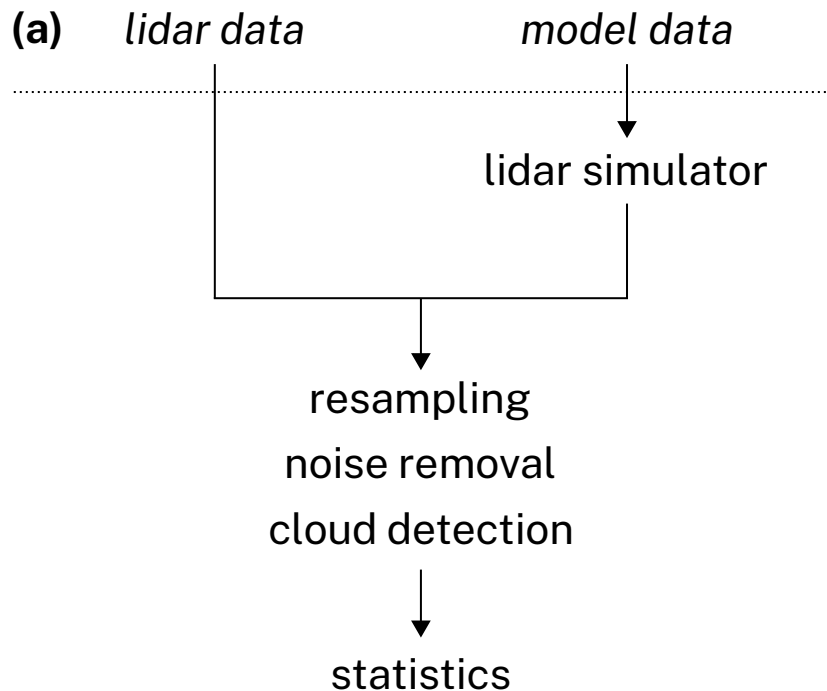 (a) lidar data model data
lidar simulator
resampling
noise removal
cloud detection
statistics